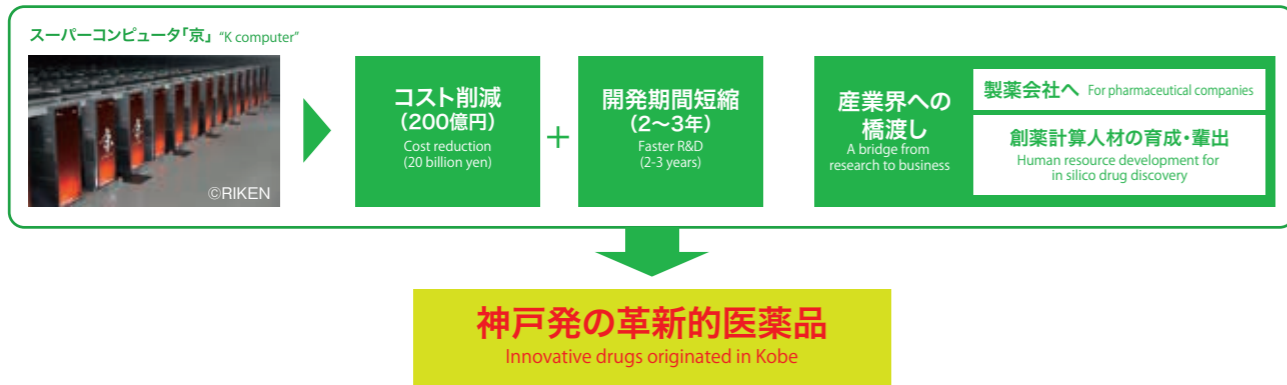 スーパーコンピュータ「京」 “K computer”
©RIKEN
コスト削減
(200億円)
Cost reduction
(20 billion yen)
+
開発期間短縮
(2〜3年)
Faster R&D
(2-3 years)
産業界への
橋渡し
A bridge from
research to business
製薬会社へ For pharmaceutical companies
創薬計算人材の育成・輩出
Human resource development for
in silico drug discovery
神戸発の革新的医薬品
Innovative drugs originated in Kobe